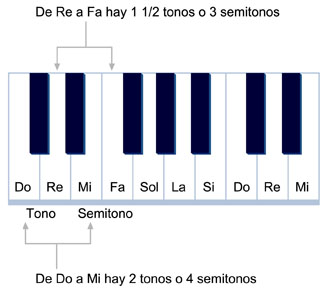 De Re a Fa hay 1 1/2 tonos o 3 semitonos
Do Re Mi Fa Sol La Si Do Re Mi
Tono Semitono
De Do a Mi hay 2 tonos o 4 semitonos